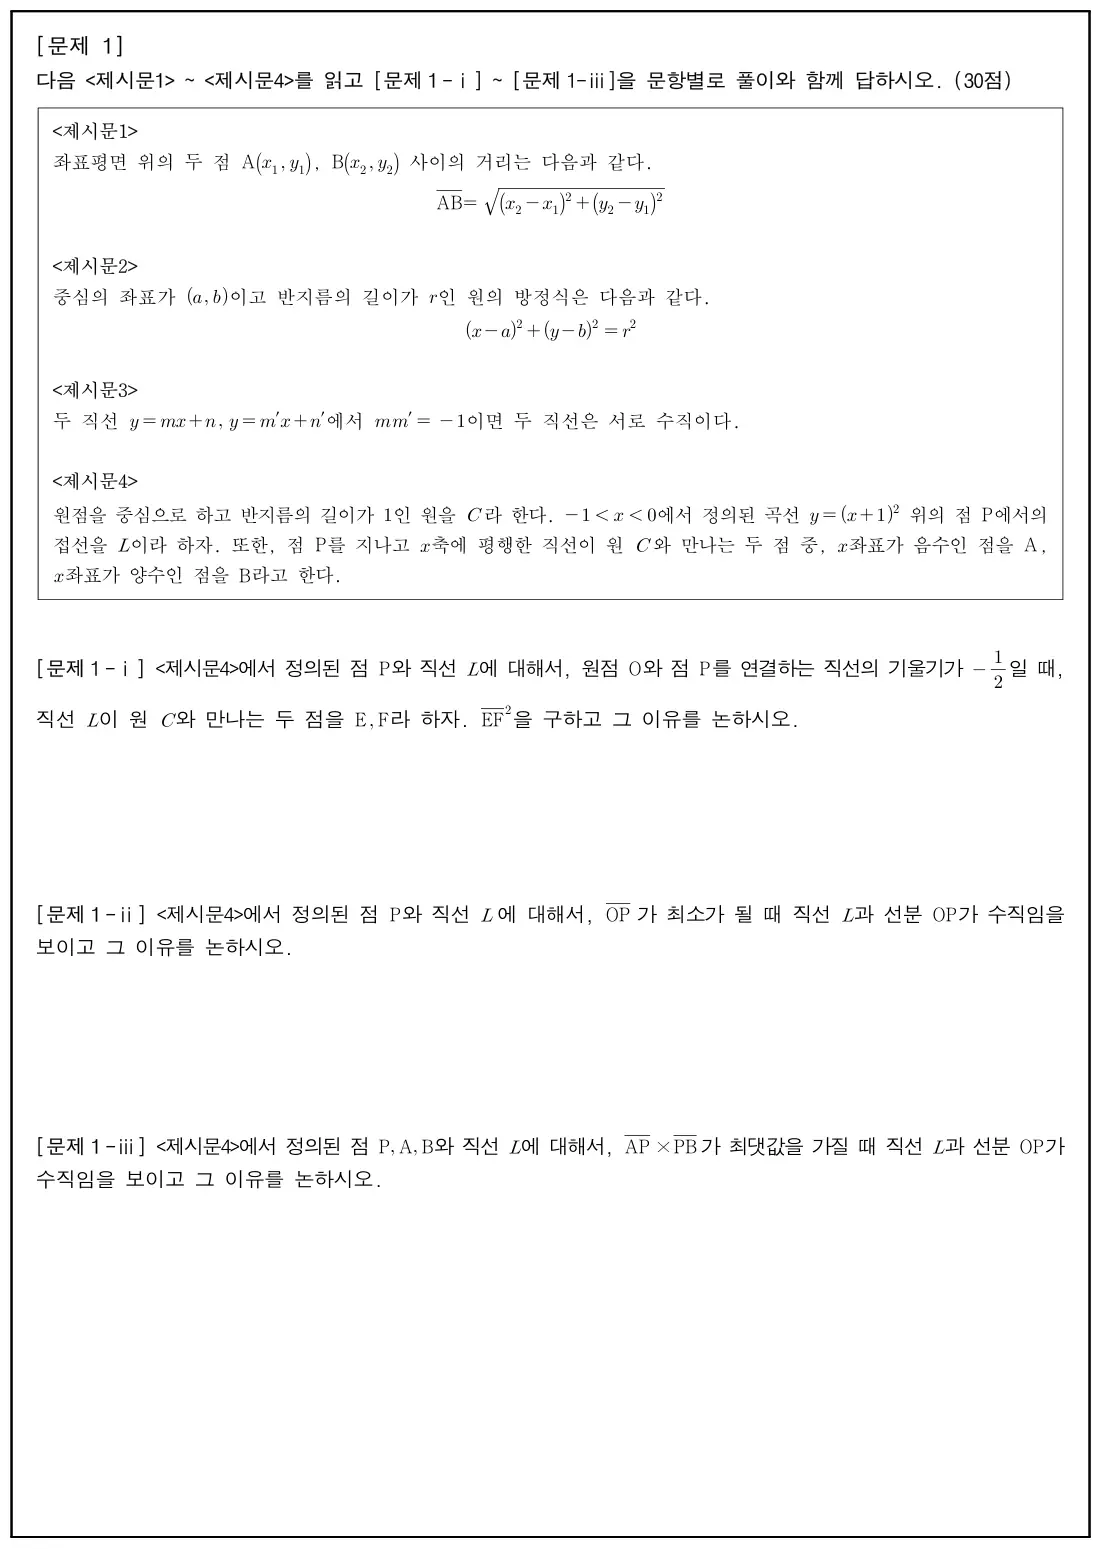 [문제 1]
다음 <제시문1> ~ <제시문4>를 읽고 [문제 1-ⅰ] ~ [문제 1-ⅲ]을 문항별로 풀이와 함께 답하시오. (30점)
<제시문1>
좌표평면 위의 두 점 A(x₁, y₁), B(x₂, y₂) 사이의 거리는 다음과 같다.
A̅B̅ = √((x₂-x₁)²+(y₂-y₁)²)
<제시문2>
중심의 좌표가 (a, b)이고 반지름의 길이가 r인 원의 방정식은 다음과 같다.
(x-a)²+(y-b)² = r²
<제시문3>
두 직선 y=mx+n, y=m′x+n′에서 mm′= -1이면 두 직선은 서로 수직이다.
<제시문4>
원점을 중심으로 하고 반지름의 길이가 1인 원을 C라 한다. -1<x<0에서 정의된 곡선 y=(x+1)² 위의 점 P에서의
접선을 L이라 하자. 또한, 점 P를 지나고 x축에 평행한 직선이 원 C와 만나는 두 점 중, x좌표가 음수인 점을 A,
x좌표가 양수인 점을 B라고 한다.
[문제 1-ⅰ] <제시문4>에서 정의된 점 P와 직선 L에 대해서, 원점 O와 점 P를 연결하는 직선의 기울기가 -1/2일 때,
직선 L이 원 C와 만나는 두 점을 E, F라 하자. E̅F̅²을 구하고 그 이유를 논하시오.
[문제 1-ⅱ] <제시문4>에서 정의된 점 P와 직선 L에 대해서, O̅P̅가 최소가 될 때 직선 L과 선분 OP가 수직임을
보이고 그 이유를 논하시오.
[문제 1-ⅲ] <제시문4>에서 정의된 점 P, A, B와 직선 L에 대해서, A̅P̅×P̅B̅가 최댓값을 가질 때 직선 L과 선분 OP가
수직임을 보이고 그 이유를 논하시오.